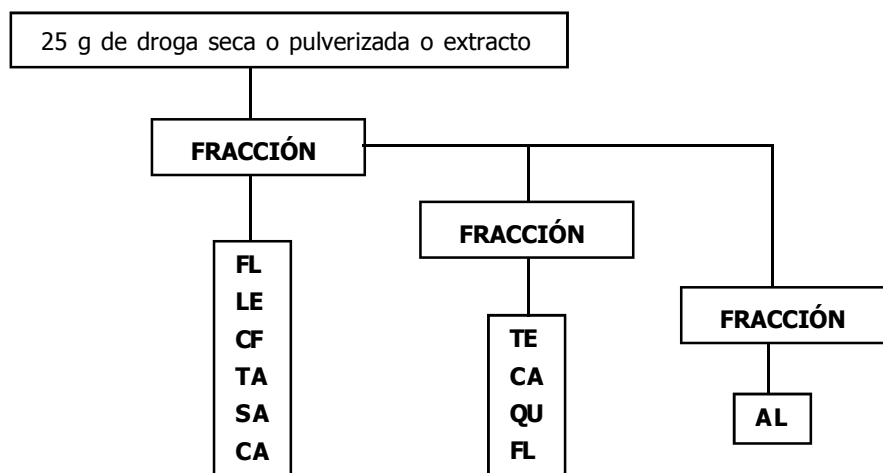 25 g de droga seca o pulverizada o extracto
FRACCIÓN
FL
LE
CF
TA
SA
CA
FRACCIÓN
TE
CA
QU
FL
FRACCIÓN
AL